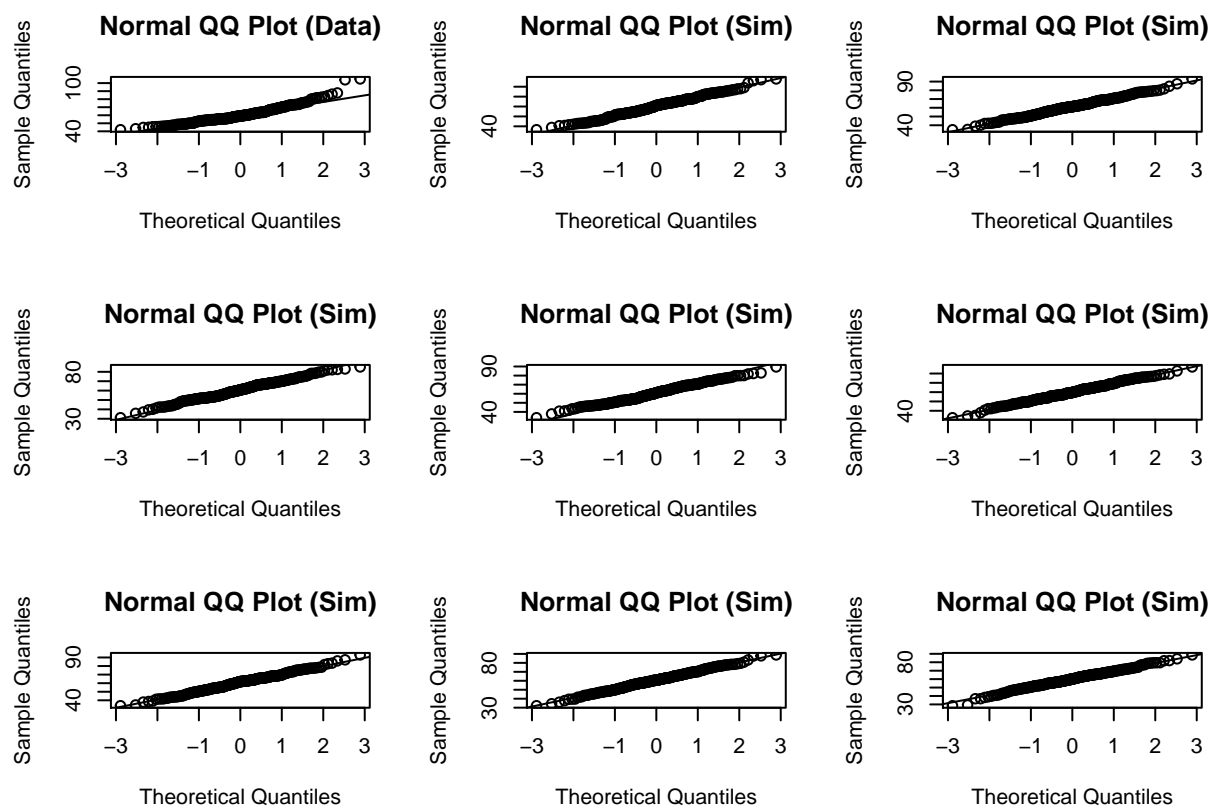 Normal QQ Plot (Data)
Sample Quantiles
40 100
−3 −1 0 1 2 3
Theoretical Quantiles
Normal QQ Plot (Sim)
Sample Quantiles
40
−3 −1 0 1 2 3
Theoretical Quantiles
Normal QQ Plot (Sim)
Sample Quantiles
40 90
−3 −1 0 1 2 3
Theoretical Quantiles
Normal QQ Plot (Sim)
Sample Quantiles
30 80
−3 −1 0 1 2 3
Theoretical Quantiles
Normal QQ Plot (Sim)
Sample Quantiles
40 90
−3 −1 0 1 2 3
Theoretical Quantiles
Normal QQ Plot (Sim)
Sample Quantiles
40
−3 −1 0 1 2 3
Theoretical Quantiles
Normal QQ Plot (Sim)
Sample Quantiles
40 90
−3 −1 0 1 2 3
Theoretical Quantiles
Normal QQ Plot (Sim)
Sample Quantiles
30 80
−3 −1 0 1 2 3
Theoretical Quantiles
Normal QQ Plot (Sim)
Sample Quantiles
30 80
−3 −1 0 1 2 3
Theoretical Quantiles